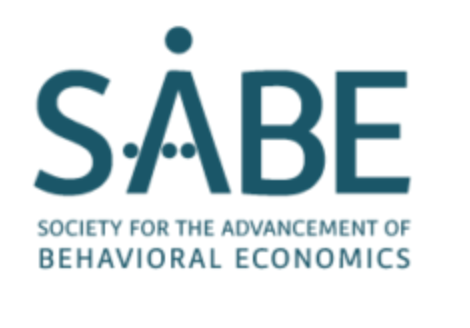 SABE
SOCIETY FOR THE ADVANCEMENT OF
BEHAVIORAL ECONOMICS